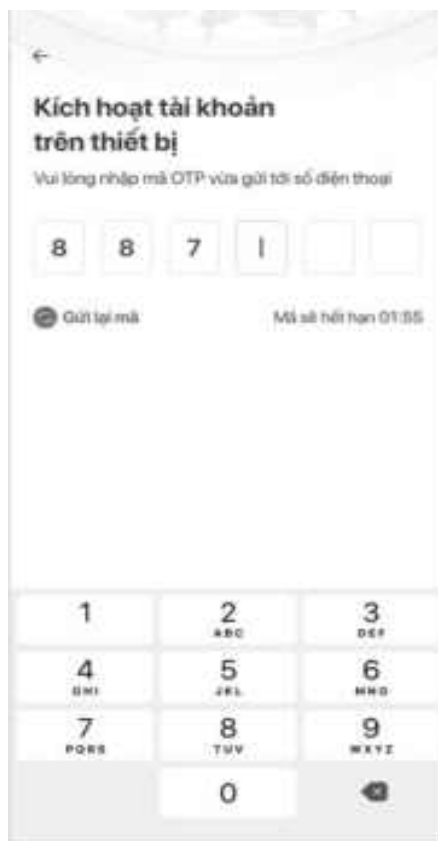 Kích hoạt tài khoản
trên thiết bị
Vui lòng nhập mã OTP vừa gửi tới số điện thoại
8 8 7
Gửi lại mã Mã sẽ hết hạn 01:55
1 2 3
ABC DEF
4 5 6
GHI JKL MNO
7 8 9
PQRS TUV WXYZ
0